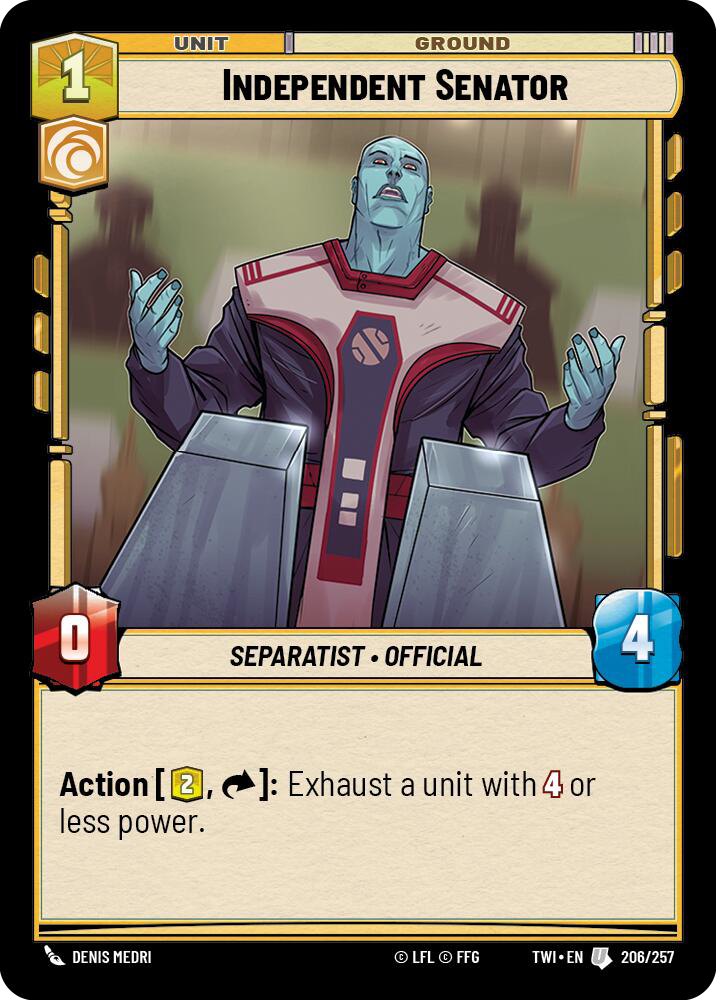 UNIT
GROUND
1
INDEPENDENT SENATOR
0
SEPARATIST • OFFICIAL
4
Action [2, ]: Exhaust a unit with 4 or
less power.
DENIS MEDRI
© LFL © FFG
TWI • EN U 206/257